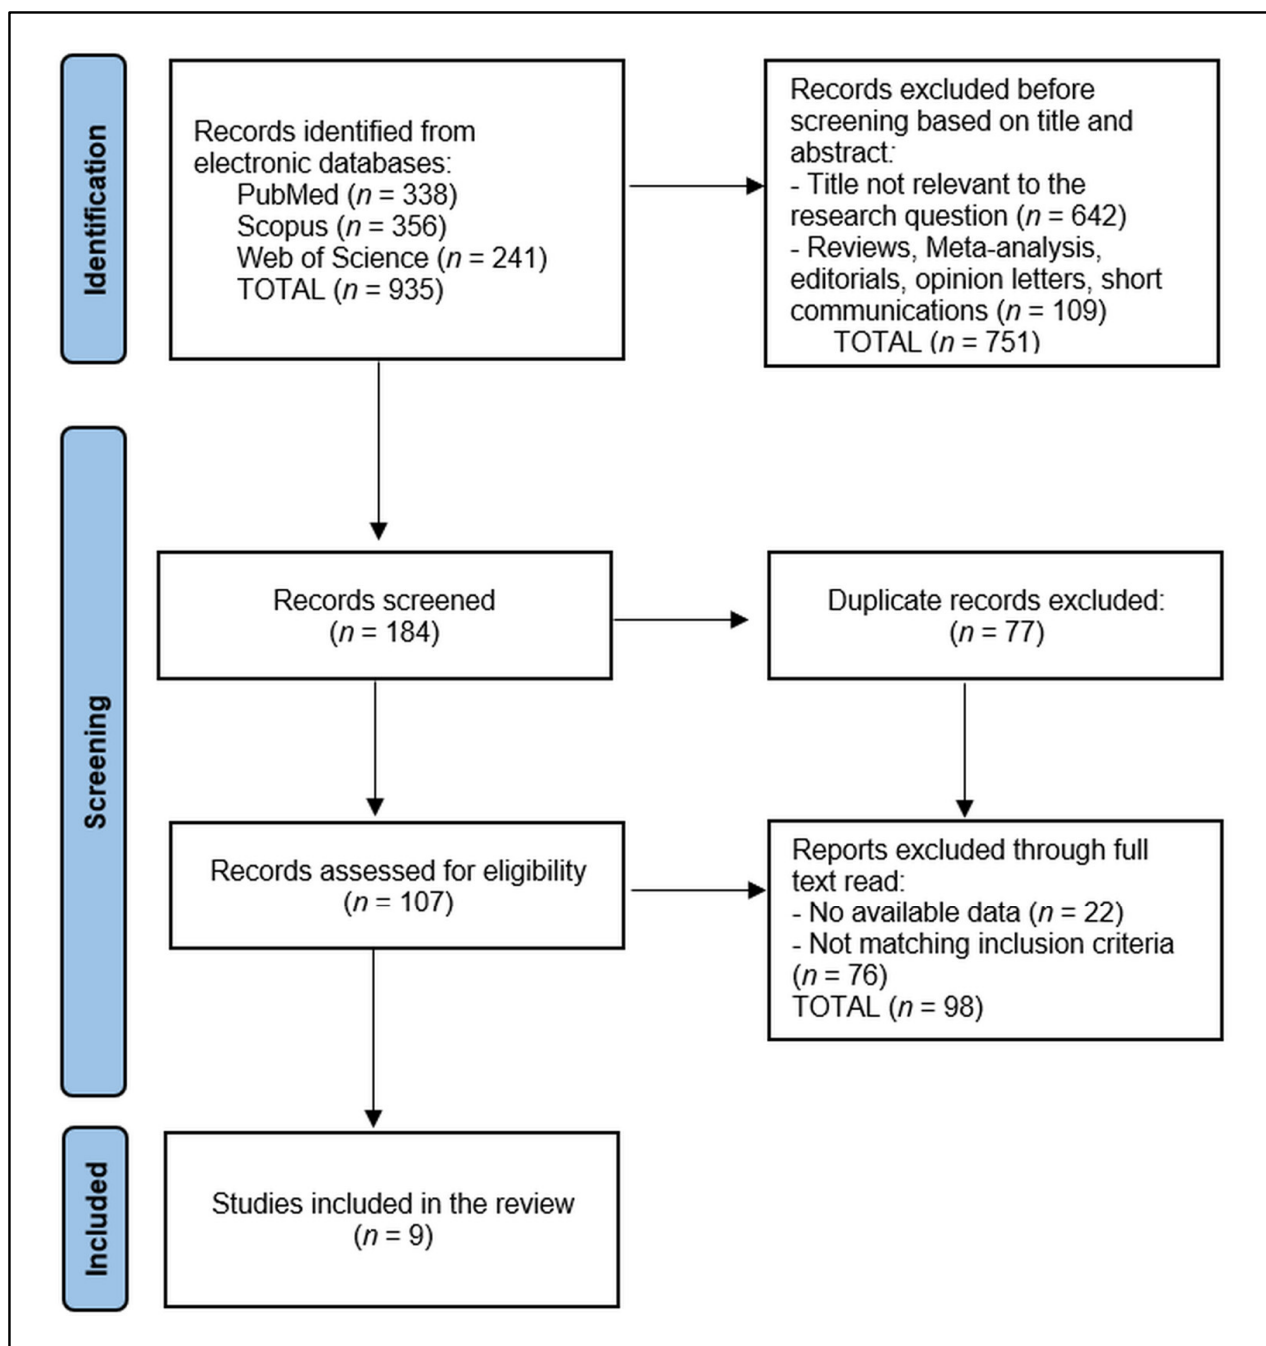 Identification
Records identified from
electronic databases:
PubMed (n = 338)
Scopus (n = 356)
Web of Science (n = 241)
TOTAL (n = 935)
Records excluded before
screening based on title and
abstract:
- Title not relevant to the
research question (n = 642)
- Reviews, Meta-analysis,
editorials, opinion letters, short
communications (n = 109)
TOTAL (n = 751)
Screening
Records screened
(n = 184)
Duplicate records excluded:
(n = 77)
Records assessed for eligibility
(n = 107)
Reports excluded through full
text read:
- No available data (n = 22)
- Not matching inclusion criteria
(n = 76)
TOTAL (n = 98)
Included
Studies included in the review
(n = 9)